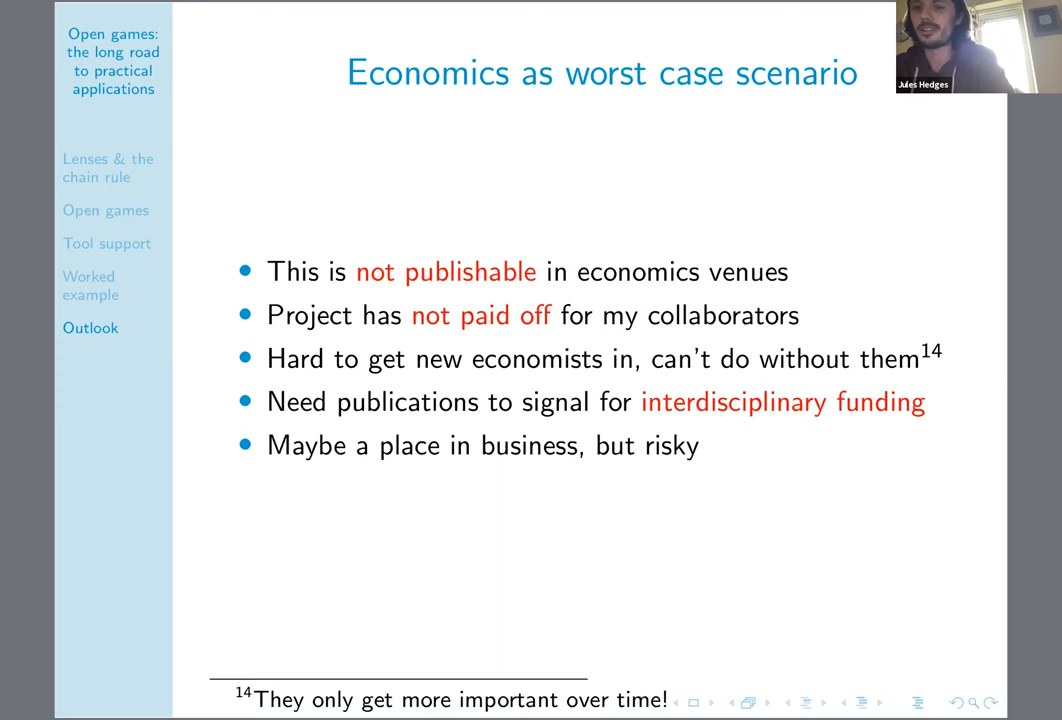 Open games:
the long road
to practical
applications
Lenses & the
chain rule
Open games
Tool support
Worked
example
Outlook
Economics as worst case scenario
Jules Hedges
• This is not publishable in economics venues
• Project has not paid off for my collaborators
• Hard to get new economists in, can't do without them14
• Need publications to signal for interdisciplinary funding
• Maybe a place in business, but risky
14They only get more important over time!